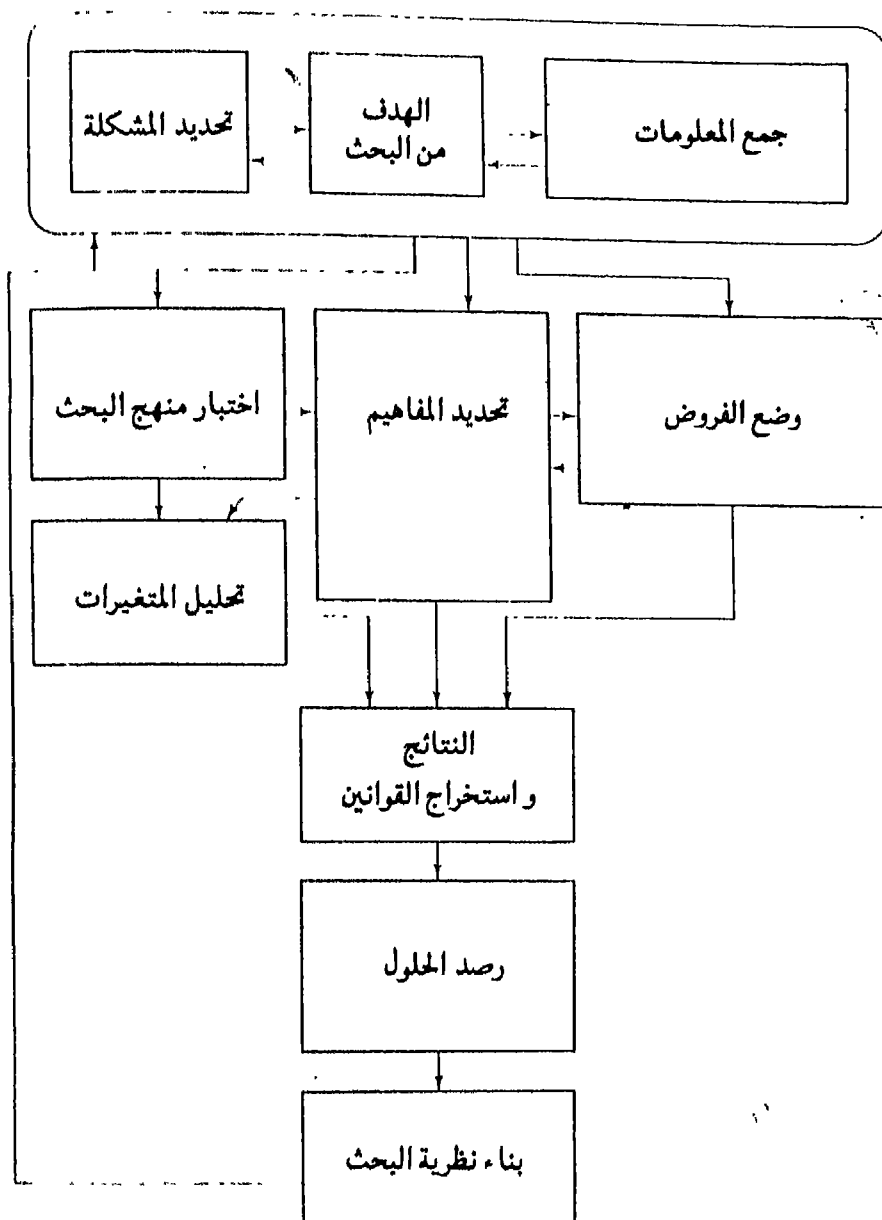 جمع المعلومات
الهدف
من البحث
تحديد المشكلة
وضع الفروض
تحديد المفاهيم
اختبار منهج البحث
تحليل المتغيرات
النتائج
و استخراج القوانين
رصد الحلول
بناء نظرية البحث